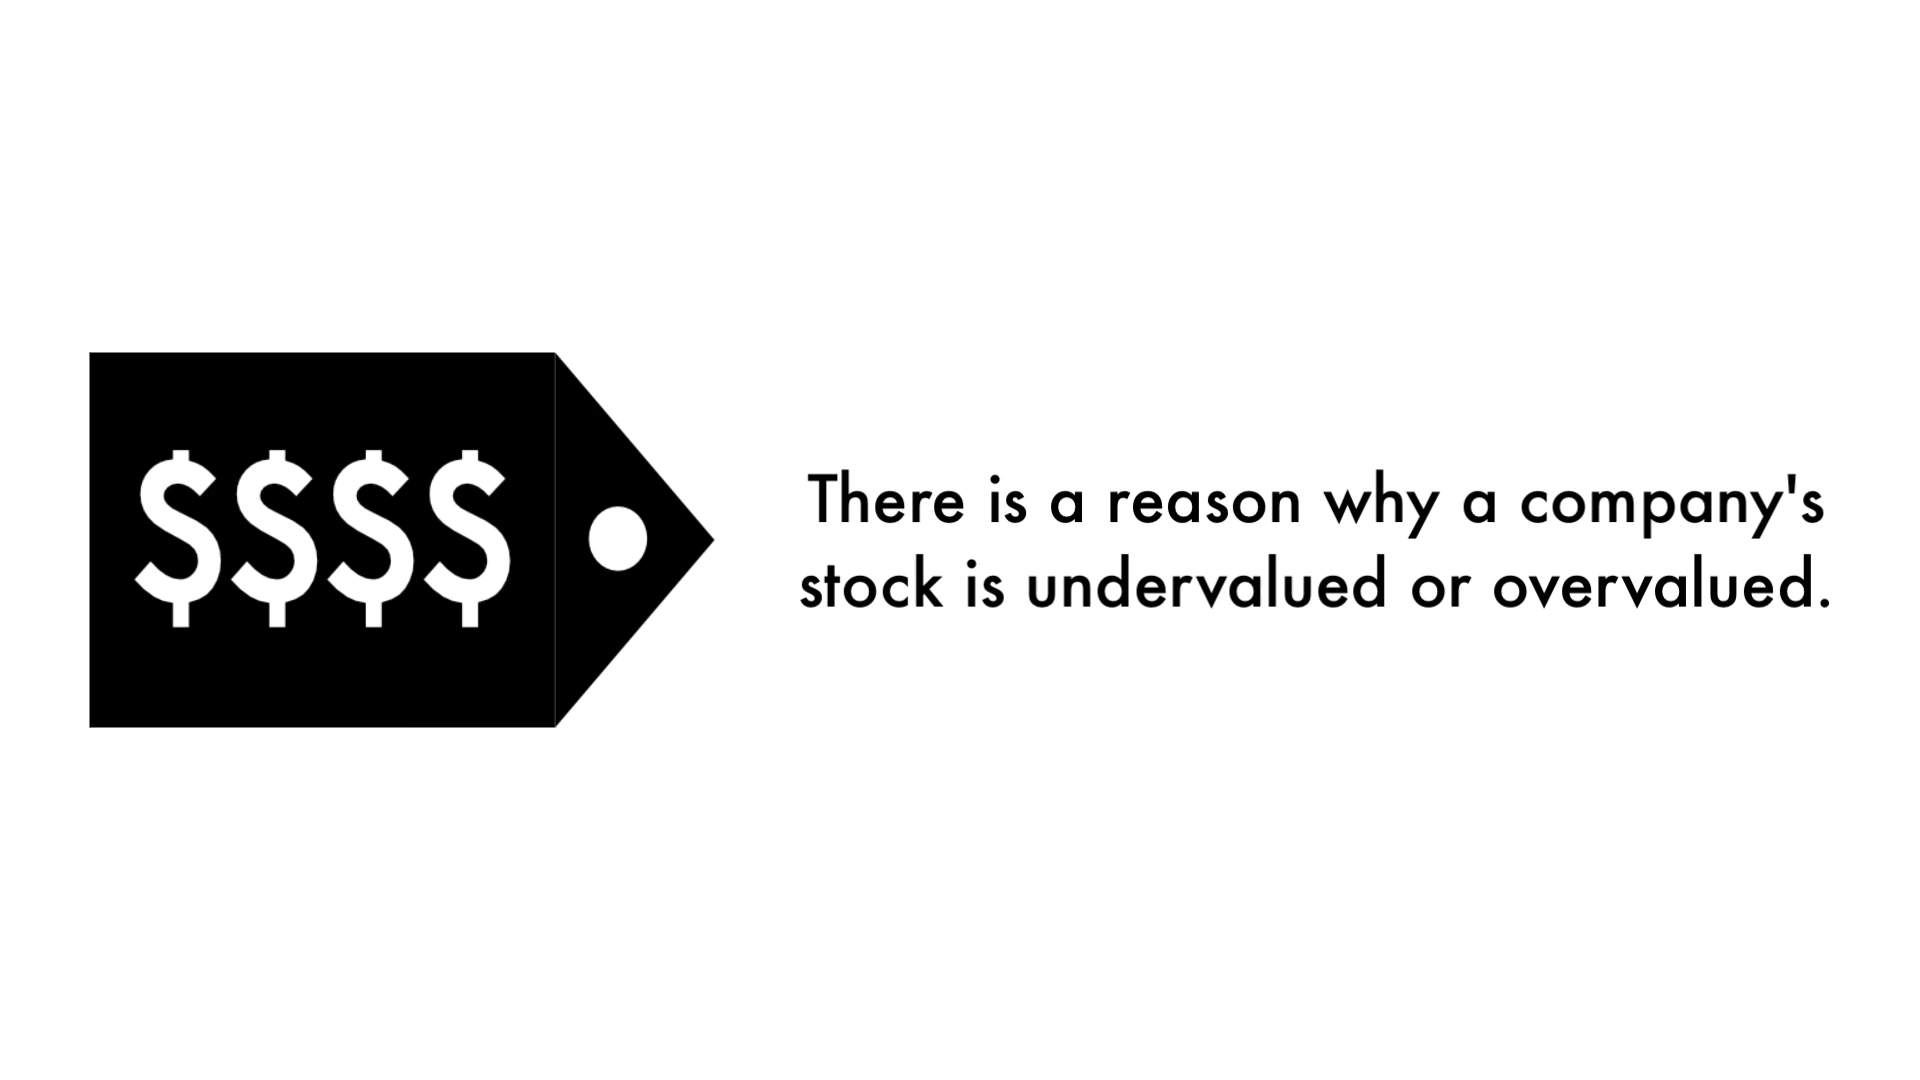 $$$$
There is a reason why a company's
stock is undervalued or overvalued.